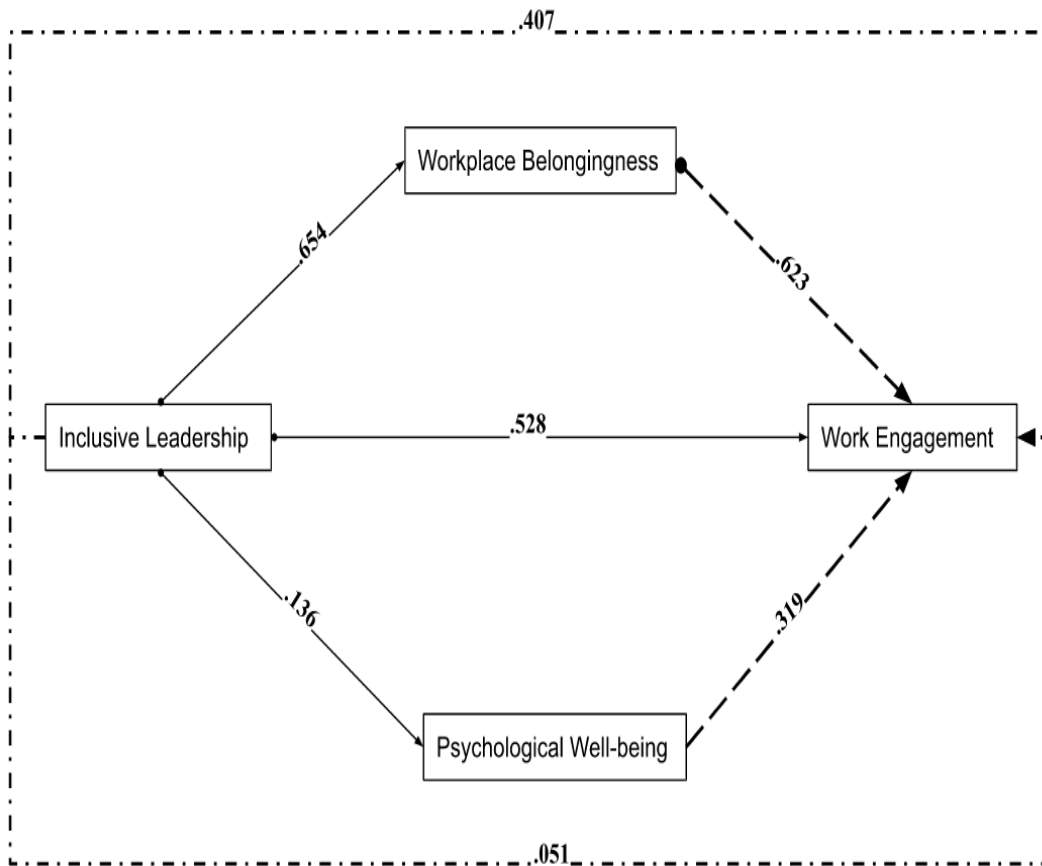 .407
Workplace Belongingness
.654
.623
Inclusive Leadership
.528
Work Engagement
.136
.319
Psychological Well-being
.051